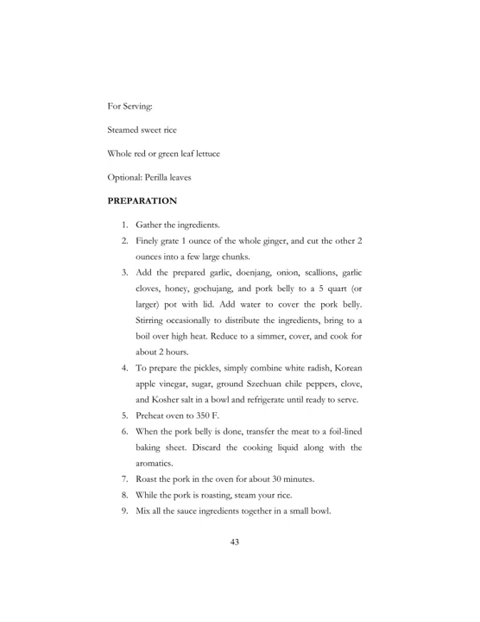 For Serving:
Steamed sweet rice
Whole red or green leaf lettuce
Optional: Perilla leaves
PREPARATION
1. Gather the ingredients.
2. Finely grate 1 ounce of the whole ginger, and cut the other 2
ounces into a few large chunks.
3. Add the prepared garlic, doenjang, onion, scallions, garlic
cloves, honey, gochujang, and pork belly to a 5 quart (or
larger) pot with lid. Add water to cover the pork belly.
Stirring occasionally to distribute the ingredients, bring to a
boil over high heat. Reduce to a simmer, cover, and cook for
about 2 hours.
4. To prepare the pickles, simply combine white radish, Korean
apple vinegar, sugar, ground Szechuan chile peppers, clove,
and Kosher salt in a bowl and refrigerate until ready to serve.
5. Preheat oven to 350 F.
6. When the pork belly is done, transfer the meat to a foil-lined
baking sheet. Discard the cooking liquid along with the
aromatics.
7. Roast the pork in the oven for about 30 minutes.
8. While the pork is roasting, steam your rice.
9. Mix all the sauce ingredients together in a small bowl.
43